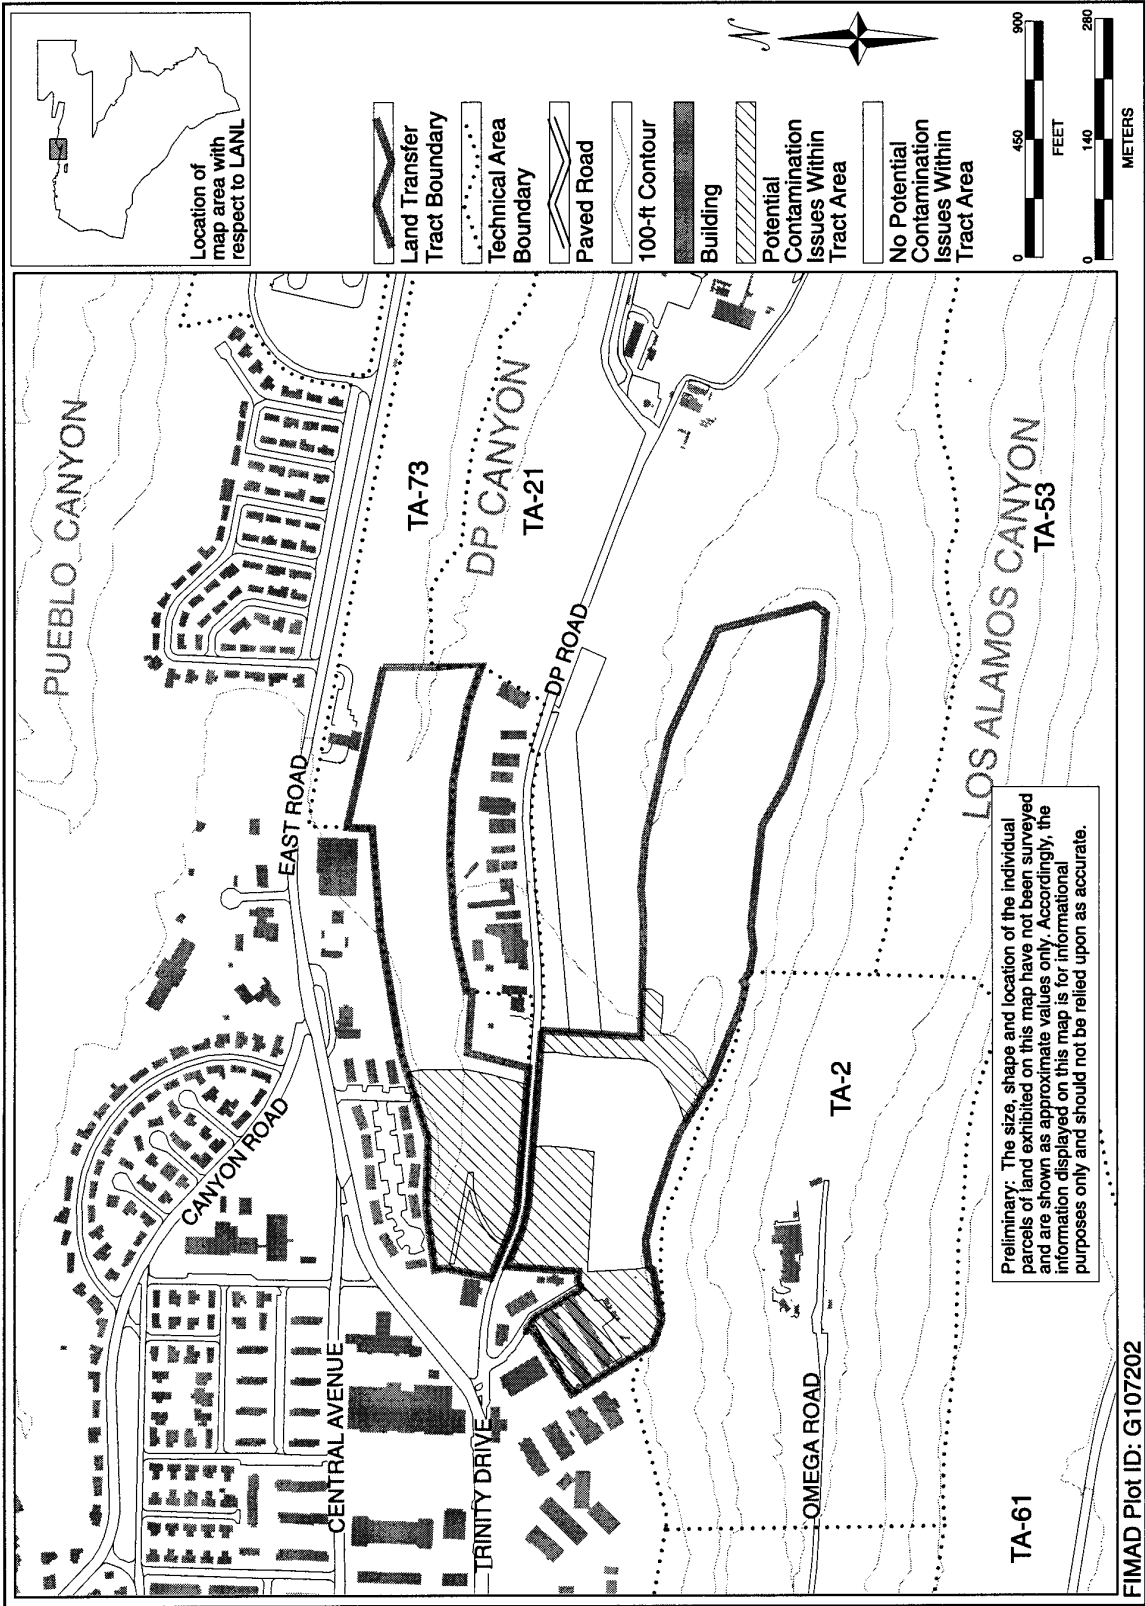 Location of
map area with
respect to LANL
Land Transfer
Tract Boundary
Technical Area
Boundary
Paved Road
100-ft Contour
Building
Potential
Contamination
Issues Within
Tract Area
No Potential
Contamination
Issues Within
Tract Area
N
0 450 900
FEET
0 140 280
METERS
PUEBLO CANYON
CANYON ROAD
EAST ROAD
CENTRAL AVENUE
TRINITY DRIVE
TA-73
DP CANYON
TA-21
DP ROAD
TA-2
OMEGA ROAD
LOS ALAMOS CANYON
TA-53
TA-61
Preliminary: The size, shape and location of the individual
parcels of land exhibited on this map have not been surveyed
and are shown as approximate values only. Accordingly, the
information displayed on this map is for informational
purposes only and should not be relied upon as accurate.
FIMAD Plot ID: G107202